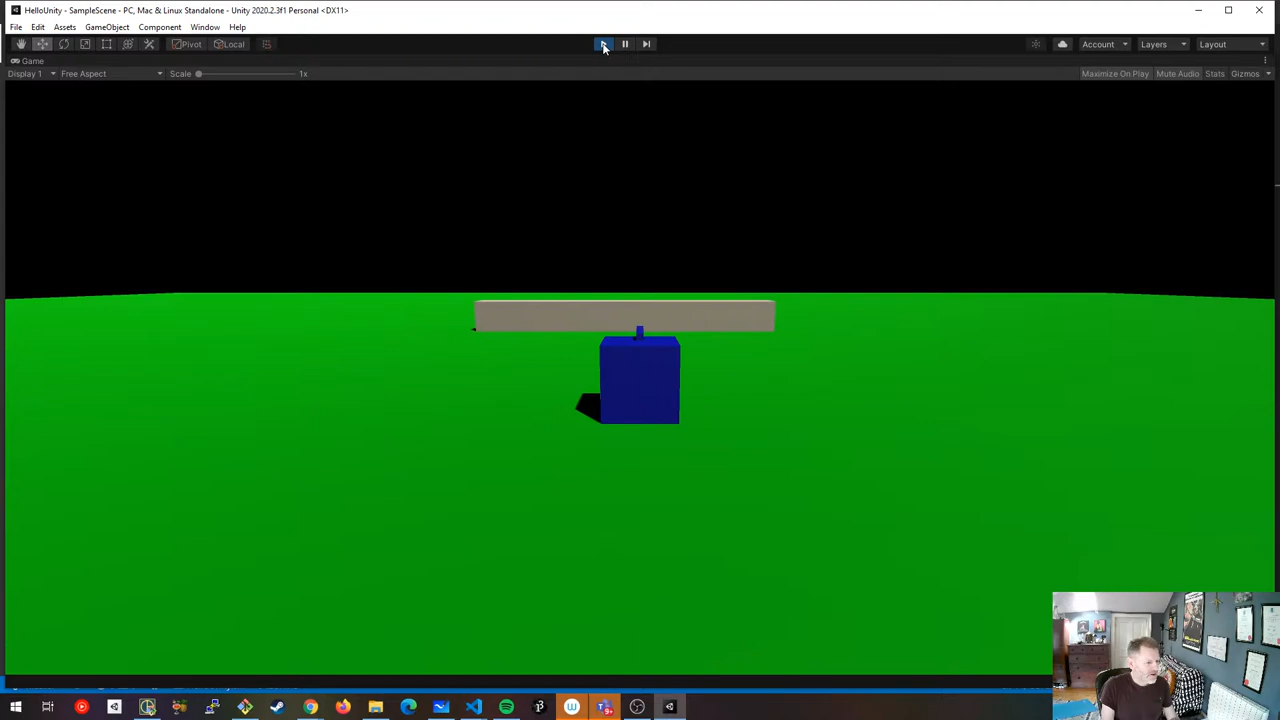 HelloUnity - SampleScene - PC, Mac & Linux Standalone - Unity 2020.2.3f1 Personal <DX11>
File Edit Assets GameObject Component Window Help
Pivot Local Account Layers Layout
Game
Display 1 Free Aspect Scale 1x Maximize On Play Mute Audio Stats Gizmos